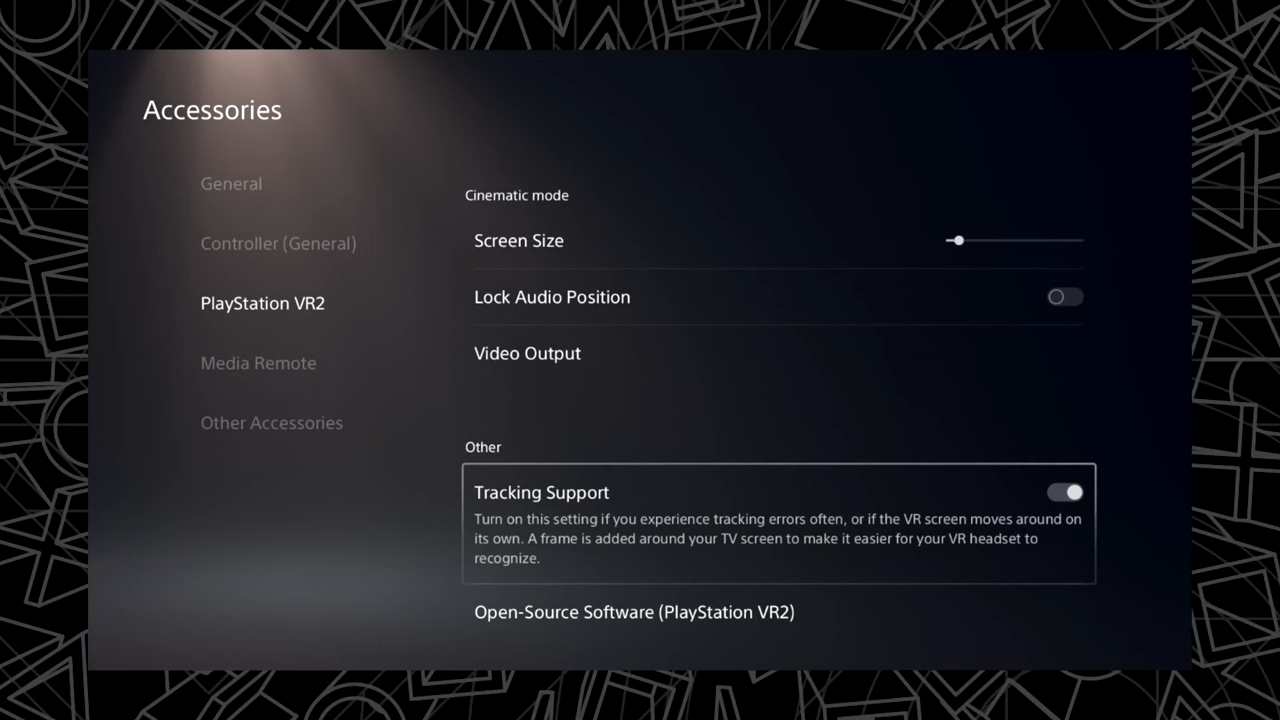 Accessories
General
Controller (General)
PlayStation VR2
Media Remote
Other Accessories
Cinematic mode
Screen Size
Lock Audio Position
Video Output
Other
Tracking Support
Turn on this setting if you experience tracking errors often, or if the VR screen moves around on
its own. A frame is added around your TV screen to make it easier for your VR headset to
recognize.
Open-Source Software (PlayStation VR2)